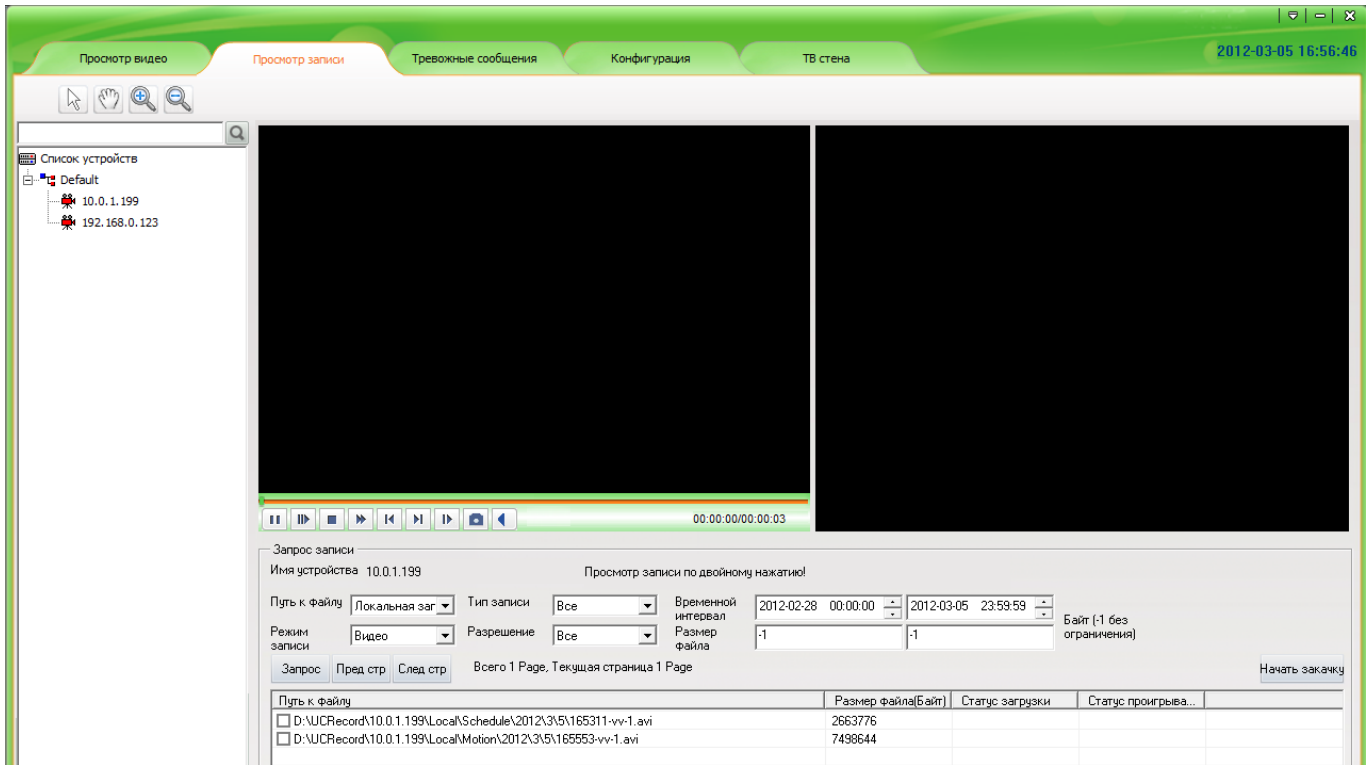 2012-03-05 16:56:46
Просмотр видео
Просмотр записи
Тревожные сообщения
Конфигурация
ТВ стена
Список устройств
Default
10.0.1.199
192.168.0.123
00:00:00/00:00:03
Запрос записи
Имя устройства 10.0.1.199 Просмотр записи по двойному нажатию!
Путь к файлу Локальная заг Тип записи Все Временной интервал 2012-02-28 00:00:00 2012-03-05 23:59:59
Режим записи Видео Разрешение Все Размер файла -1 -1 Байт (-1 без ограничения)
Запрос Пред стр След стр Всего 1 Page, Текущая страница 1 Page Начать закачку
Путь к файлу Размер файла(Байт) Статус загрузки Статус проигрыва...
D:\UCRecord\10.0.1.199\Local\Schedule\2012\3\5\165311-vv-1.avi 2663776
D:\UCRecord\10.0.1.199\Local\Motion\2012\3\5\165553-vv-1.avi 7498644